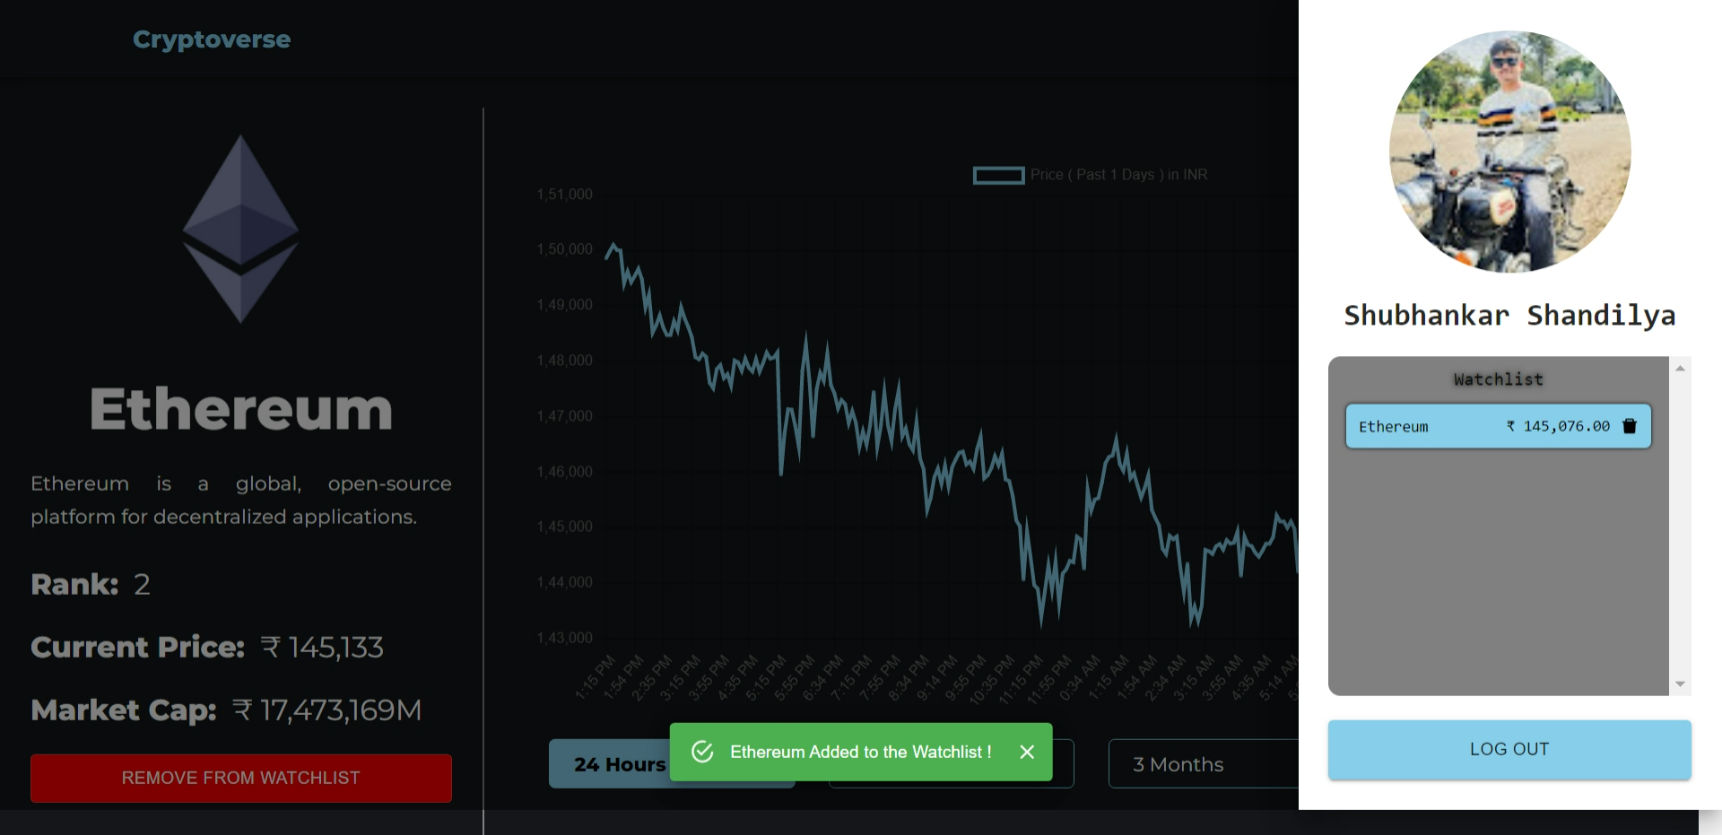 Cryptoverse
Ethereum
Ethereum is a global, open-source
platform for decentralized applications.
Rank: 2
Current Price: ₹ 145,133
Market Cap: ₹ 17,473,169M
REMOVE FROM WATCHLIST
Price ( Past 1 Days ) in INR
1,51,000
1,50,000
1,49,000
1,48,000
1,47,000
1,46,000
1,45,000
1,44,000
1,43,000
1:15 PM
1:54 PM
2:35 PM
3:15 PM
3:55 PM
4:35 PM
5:15 PM
5:55 PM
6:34 PM
7:15 PM
7:55 PM
8:34 PM
9:14 PM
9:55 PM
10:35 PM
11:15 PM
11:55 PM
0:34 AM
1:15 AM
1:54 AM
2:34 AM
3:15 AM
3:55 AM
4:35 AM
5:14 AM
24 Hours
Ethereum Added to the Watchlist !
3 Months
Shubhankar Shandilya
Watchlist
Ethereum ₹ 145,076.00
LOG OUT